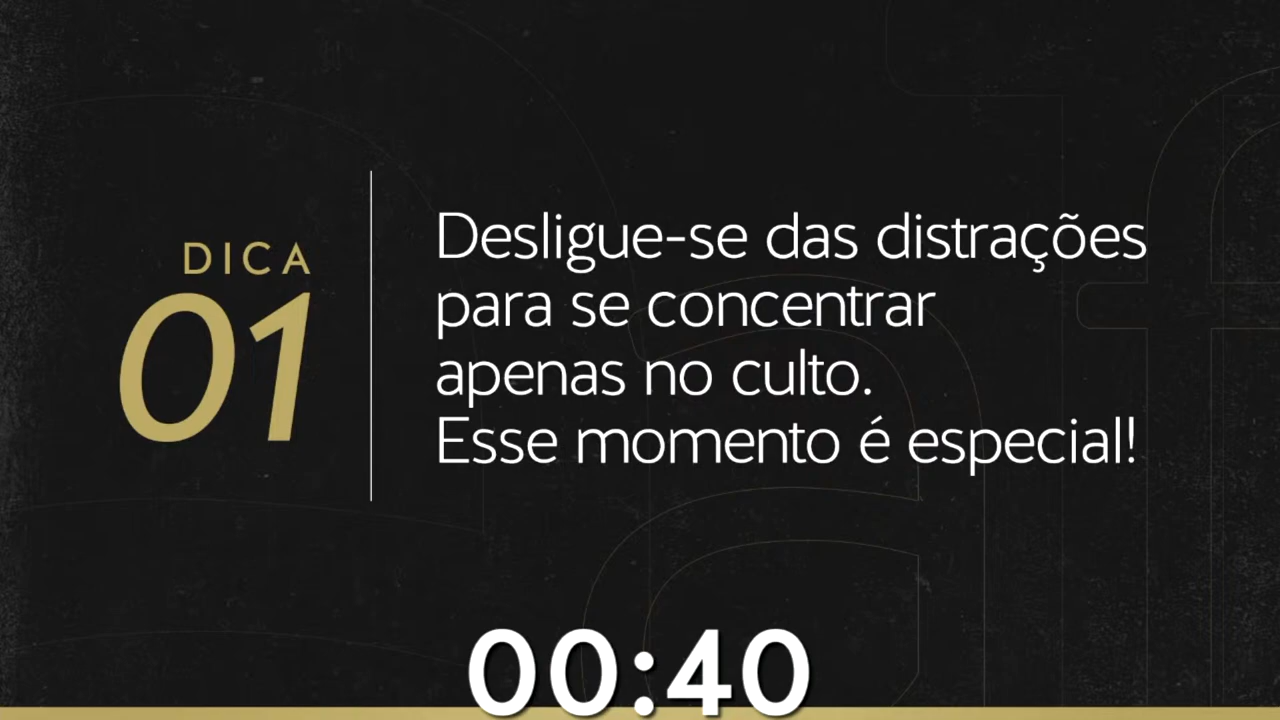 DICA
01
Desligue-se das distrações
para se concentrar
apenas no culto.
Esse momento é especial!
00:40